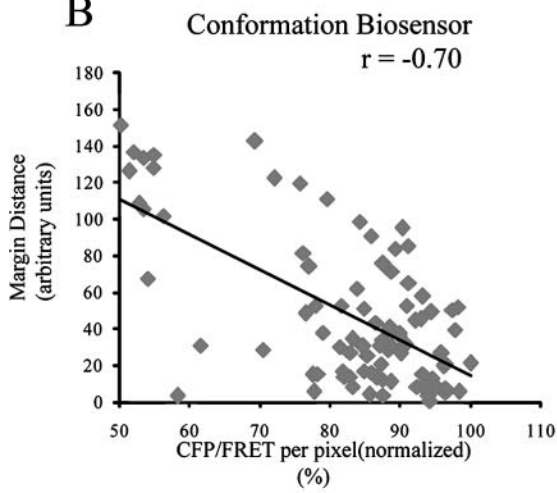 B
Conformation Biosensor
r = -0.70
Margin Distance
(arbitrary units)
180
160
140
120
100
80
60
40
20
0
50 60 70 80 90 100 110
CFP/FRET per pixel(normalized)
(%)